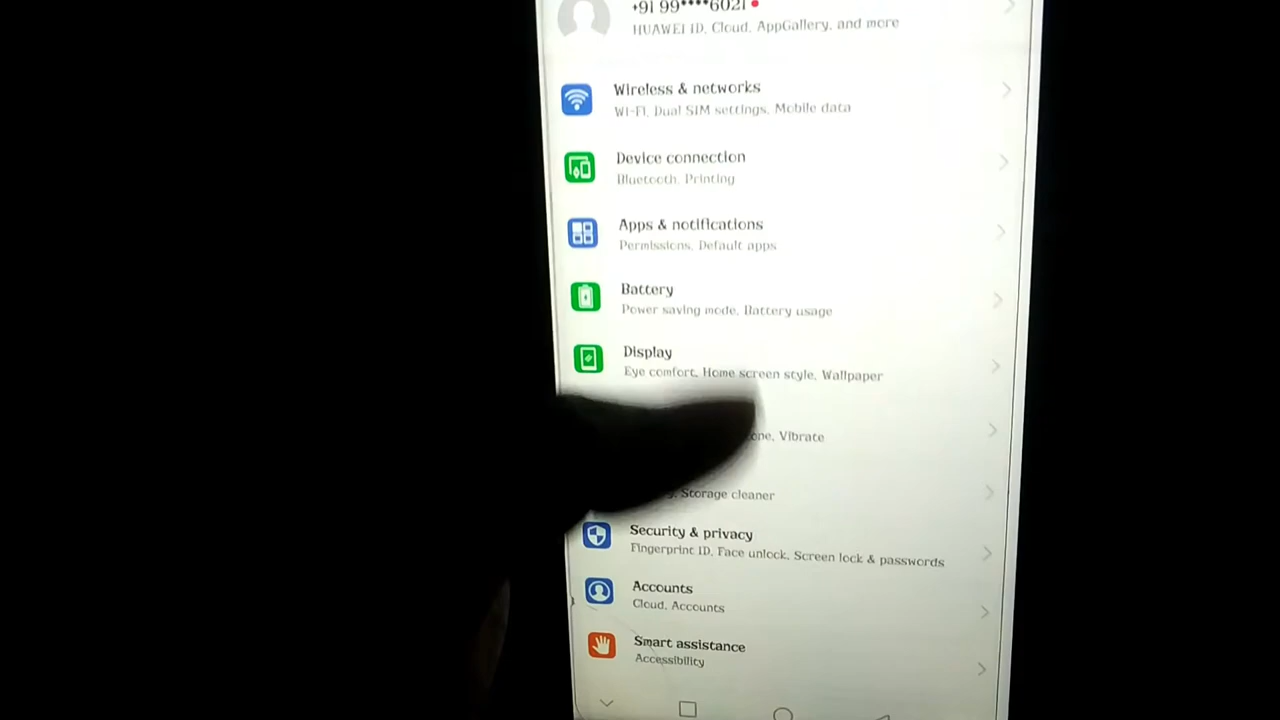 +91 99****6021
HUAWEI ID, Cloud, AppGallery, and more
Wireless & networks
Wi-Fi, Dual SIM settings, Mobile data
Device connection
Bluetooth, Printing
Apps & notifications
Permissions, Default apps
Battery
Power saving mode, Battery usage
Display
Eye comfort, Home screen style, Wallpaper
Vibrate
Storage cleaner
Security & privacy
Fingerprint ID, Face unlock, Screen lock & passwords
Accounts
Cloud, Accounts
Smart assistance
Accessibility